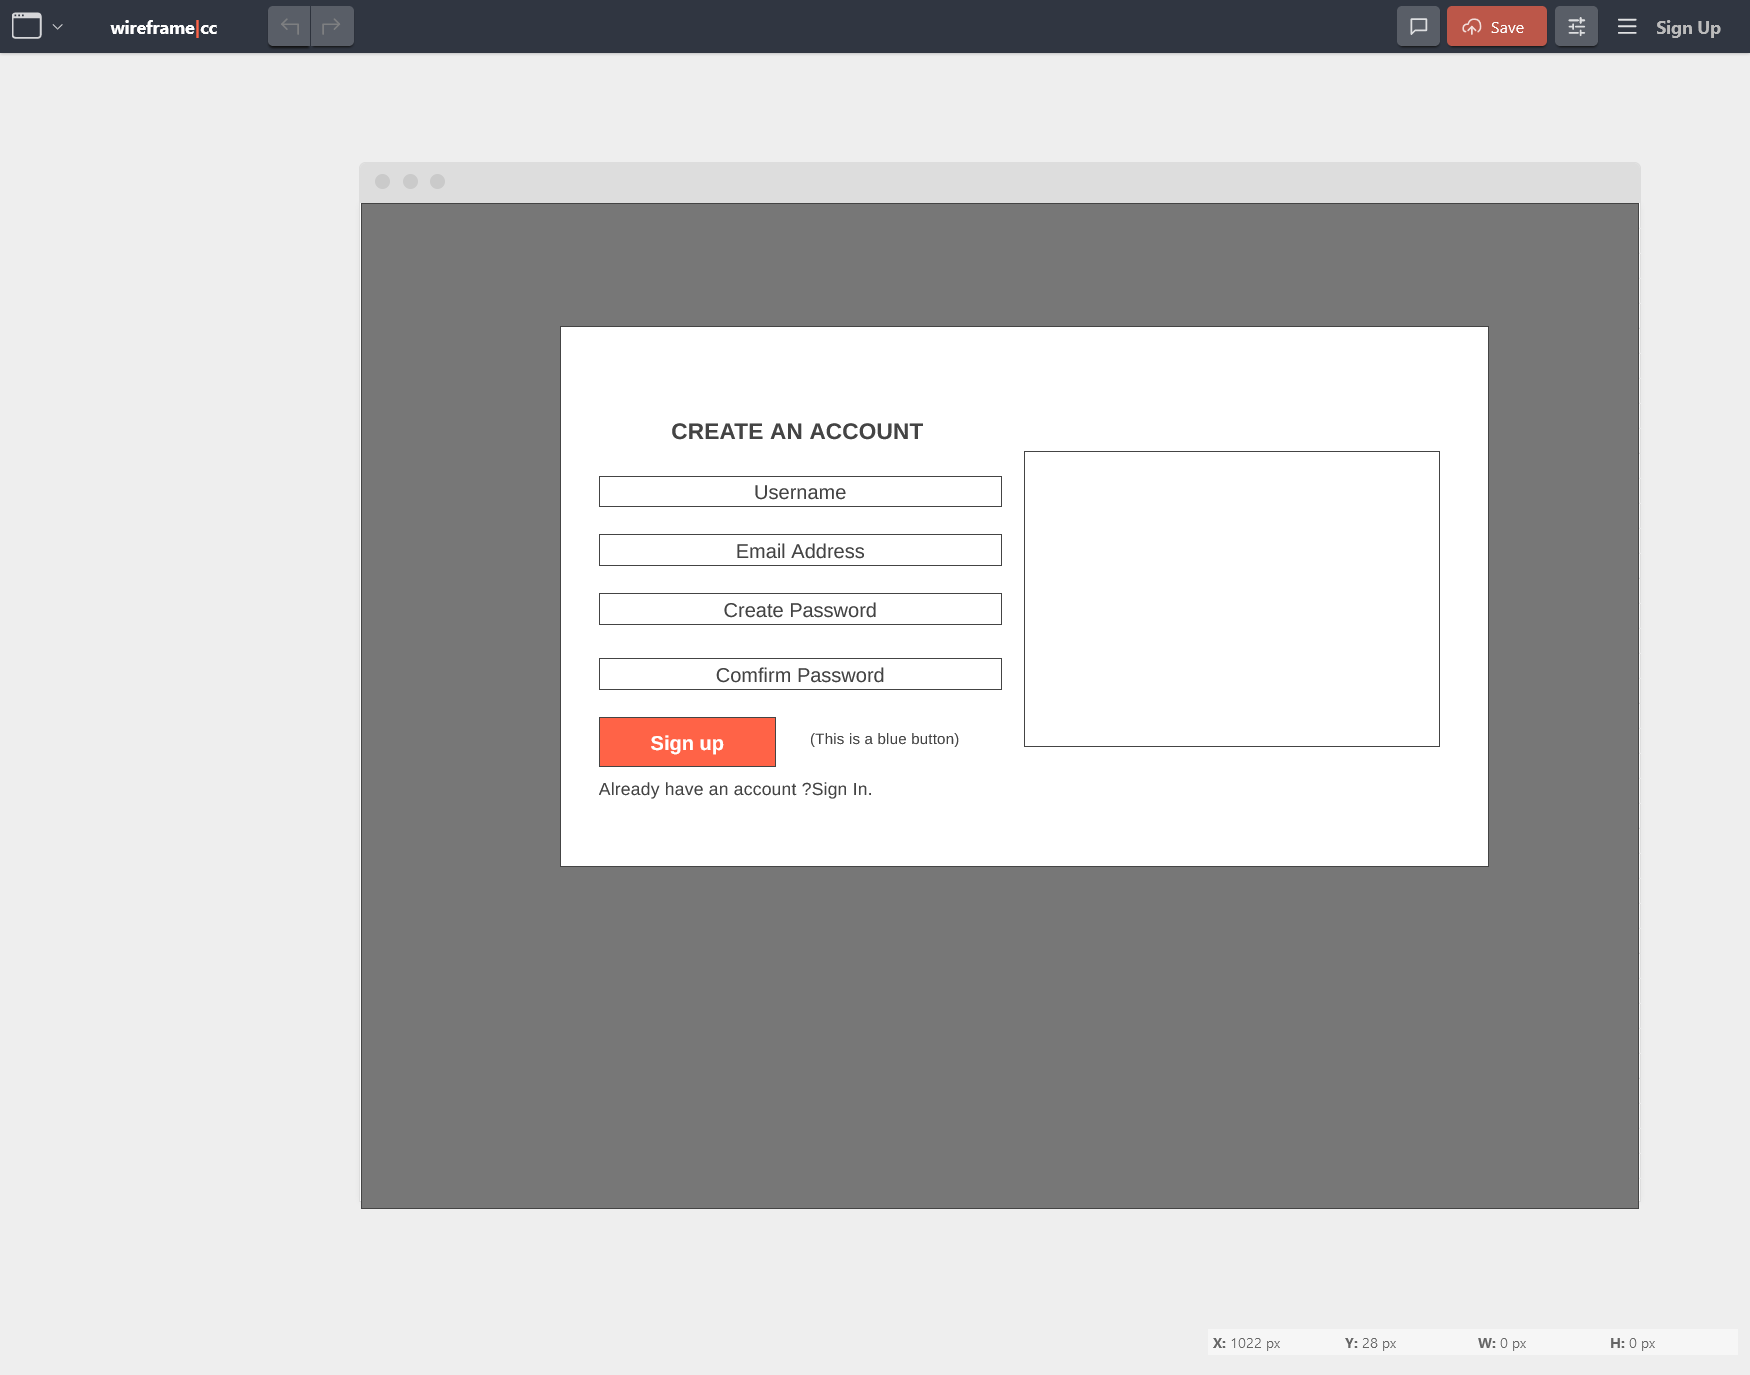 wireframe|cc
Save
Sign Up
CREATE AN ACCOUNT
Username
Email Address
Create Password
Comfirm Password
Sign up
(This is a blue button)
Already have an account ?Sign In.
X: 1022 px Y: 28 px W: 0 px H: 0 px